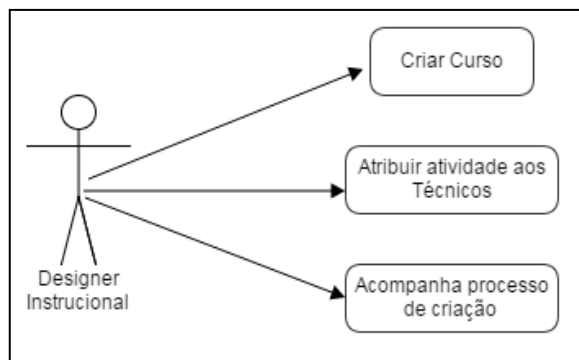 Criar Curso
Atribuir atividade aos
Técnicos
Designer
Instrucional
Acompanha processo
de criação